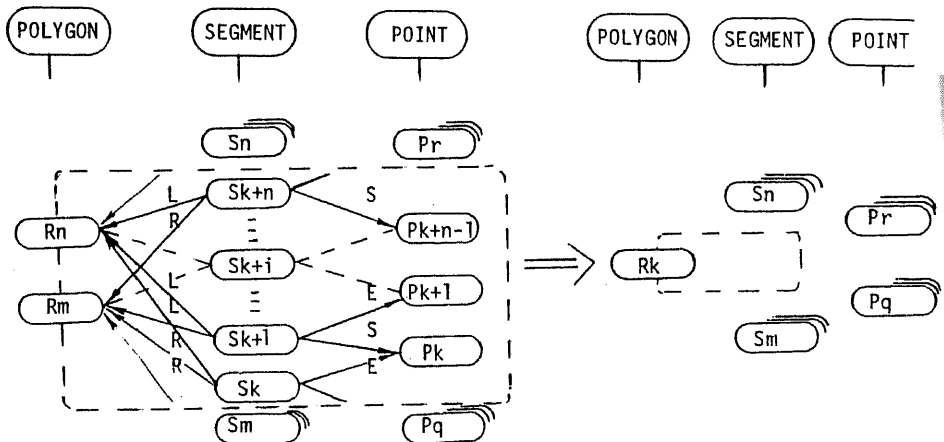 POLYGON SEGMENT POINT POLYGON SEGMENT POINT
Sn Pr
L Sk+n S Sn
R Pr
Rn Pk+n-1
Sk+i Rk
L E Pk+1 Pq
Rm L
R Sk+1 S Sm
R Pk
Sk E
Sm Pq